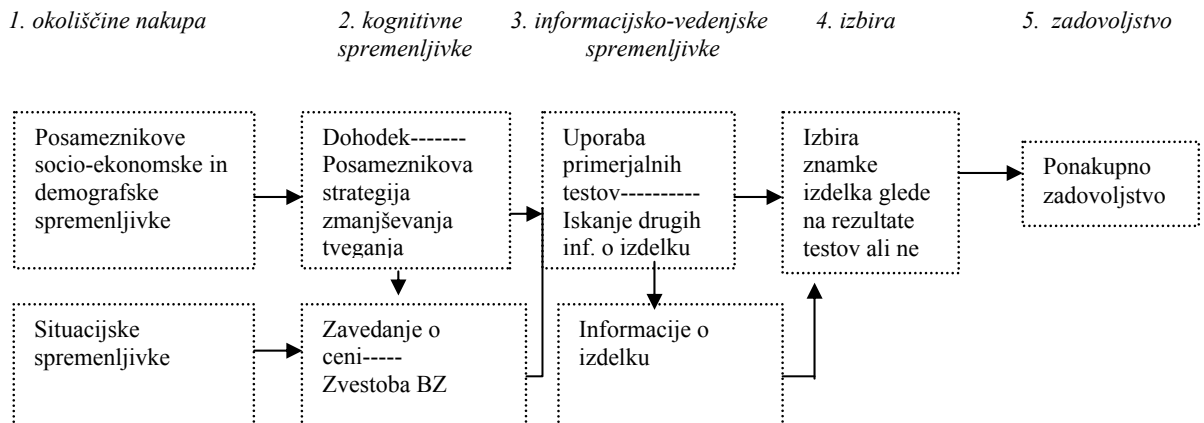 1. okoliščine nakupa
2. kognitivne
spremenljivke
3. informacijsko-vedenjske
spremenljivke
4. izbira
5. zadovoljstvo
Posameznikove
socio-ekonomske in
demografske
spremenljivke
Dohodek-------
Posameznikova
strategija
zmanjševanja
tveganja
Uporaba
primerjalnih
testov----------
Iskanje drugih
inf. o izdelku
Izbira
znamke
izdelka glede
na rezultate
testov ali ne
Ponakupno
zadovoljstvo
Situacijske
spremenljivke
Zavedanje o
ceni-----
Zvestoba BZ
Informacije o
izdelku